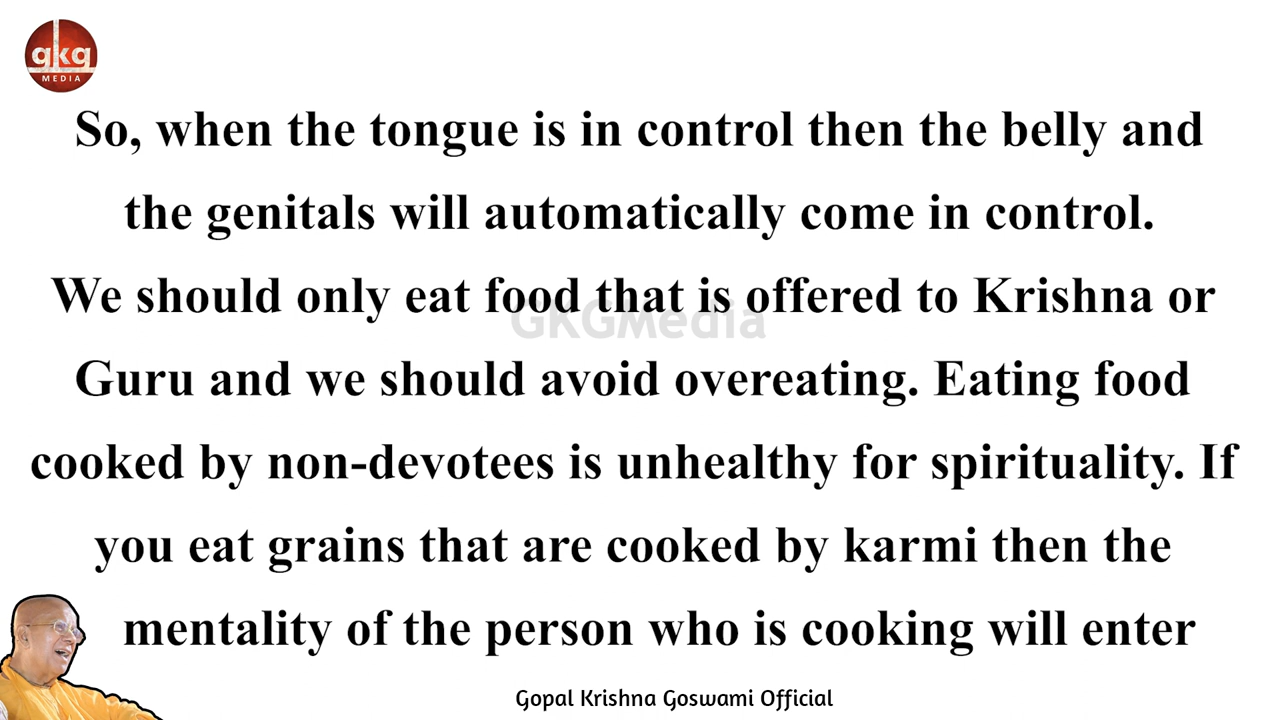 gkg
MEDIA
So, when the tongue is in control then the belly and
the genitals will automatically come in control.
We should only eat food that is offered to Krishna or
GKGMedia
Guru and we should avoid overeating. Eating food
cooked by non-devotees is unhealthy for spirituality. If
you eat grains that are cooked by karmi then the
mentality of the person who is cooking will enter
Gopal Krishna Goswami Official